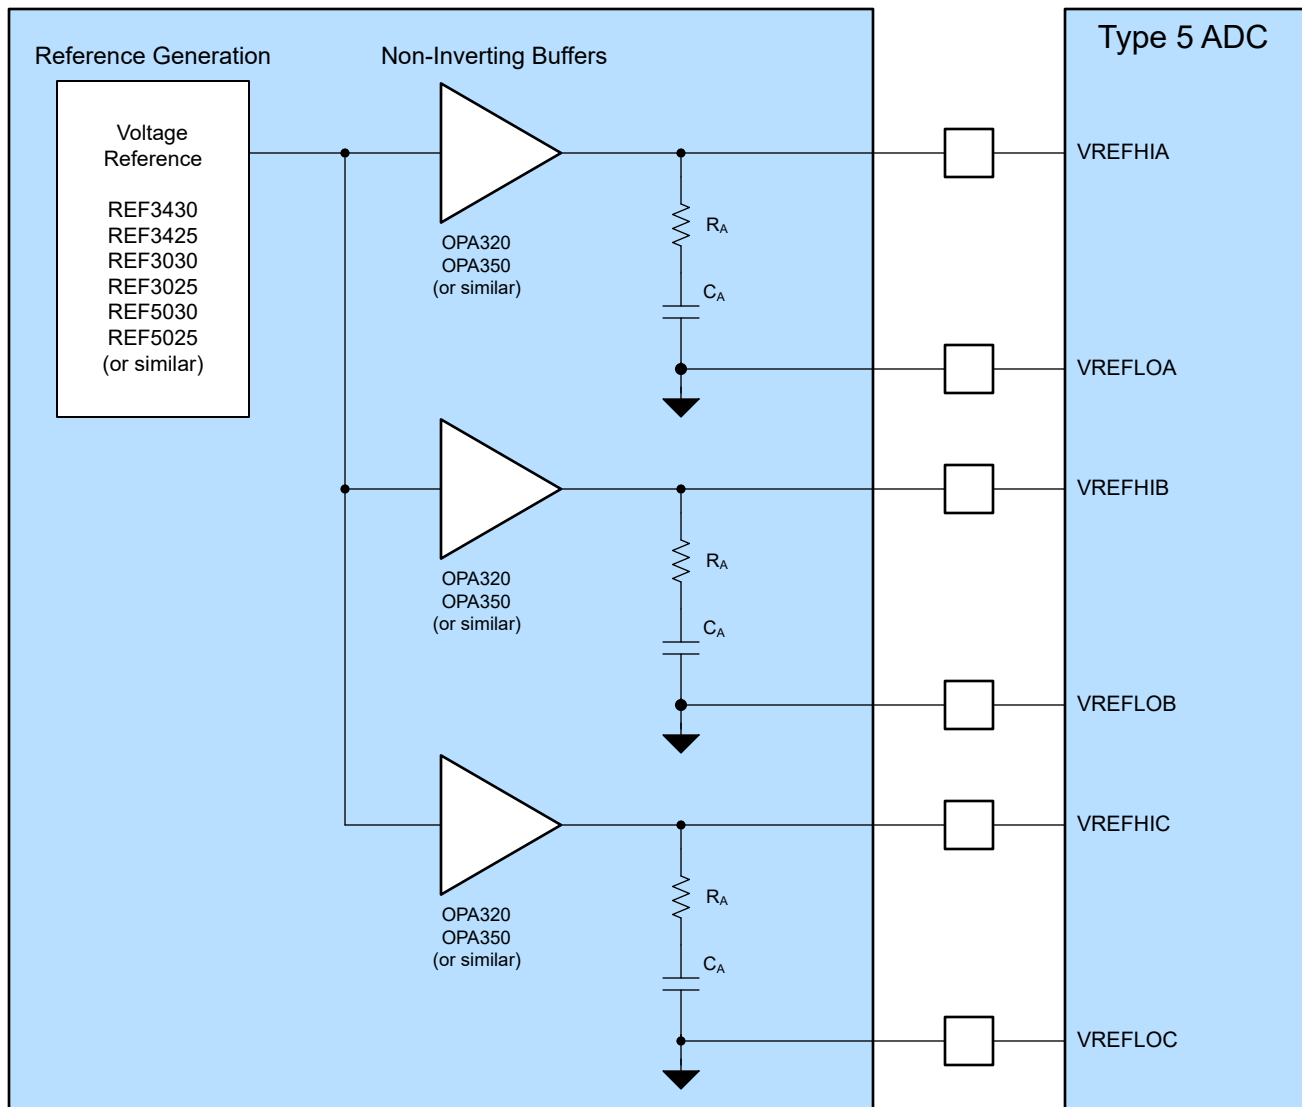 Reference Generation
Non-Inverting Buffers
Type 5 ADC
Voltage
Reference
REF3430
REF3425
REF3030
REF3025
REF5030
REF5025
(or similar)
OPA320
OPA350
(or similar)
RA
CA
VREFHIA
VREFLOA
OPA320
OPA350
(or similar)
RA
CA
VREFHIB
VREFLOB
OPA320
OPA350
(or similar)
RA
CA
VREFHIC
VREFLOC